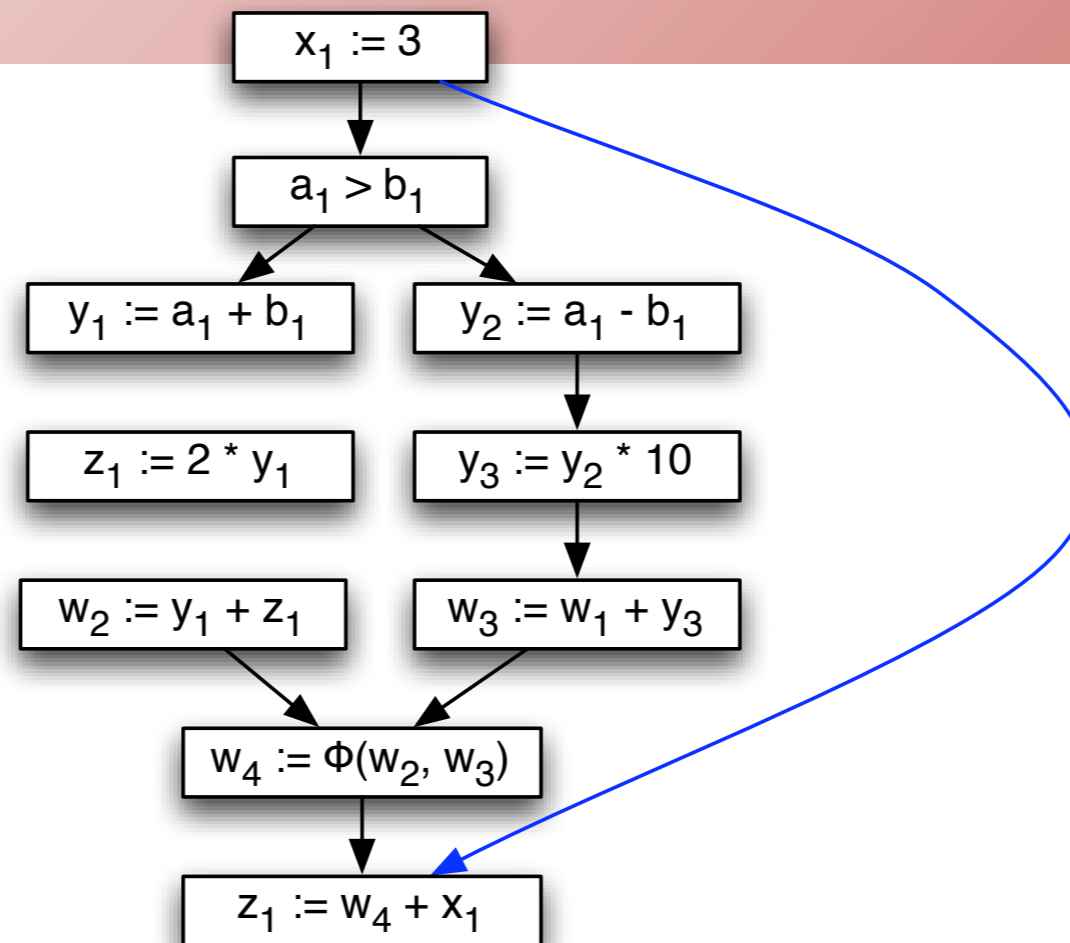 x₁ := 3
a₁ > b₁
y₁ := a₁ + b₁
y₂ := a₁ - b₁
z₁ := 2 * y₁
y₃ := y₂ * 10
w₂ := y₁ + z₁
w₃ := w₁ + y₃
w₄ := Φ(w₂, w₃)
z₁ := w₄ + x₁